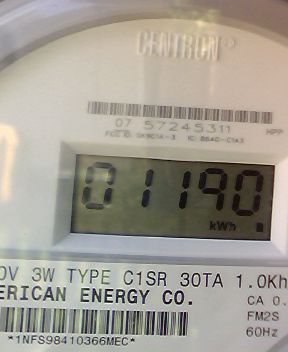 CENTRON®
07 57245311
HPP
01190
kWh
0V 3W TYPE C1SR 30TA 1.0Kh
ERICAN ENERGY CO.
CA 0.
FM2S
60Hz
*1NFS98410366MEC*